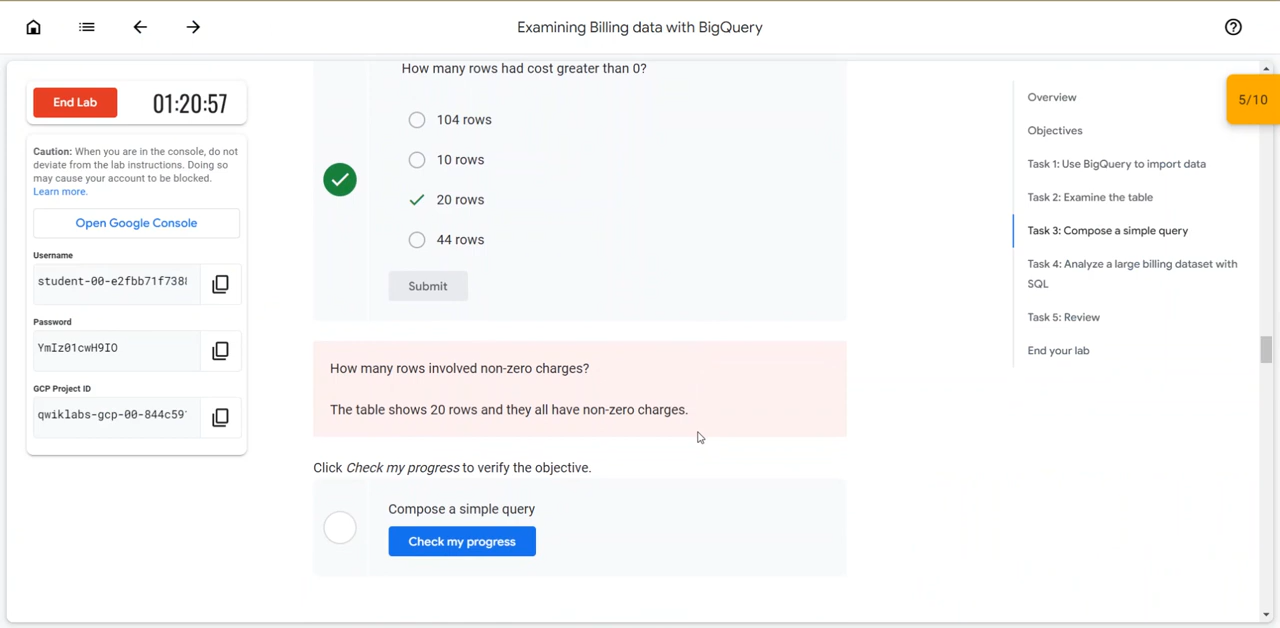 Examining Billing data with BigQuery
End Lab
01:20:57
Caution: When you are in the console, do not
deviate from the lab instructions. Doing so
may cause your account to be blocked.
Learn more.
Open Google Console
Username
student-00-e2fbb71f738
Password
YmIz01cwH9IO
GCP Project ID
qwiklabs-gcp-00-844c59
How many rows had cost greater than 0?
104 rows
10 rows
20 rows
44 rows
Submit
How many rows involved non-zero charges?
The table shows 20 rows and they all have non-zero charges.
Click Check my progress to verify the objective.
Compose a simple query
Check my progress
Overview
Objectives
Task 1: Use BigQuery to import data
Task 2: Examine the table
Task 3: Compose a simple query
Task 4: Analyze a large billing dataset with
SQL
Task 5: Review
End your lab
5/10